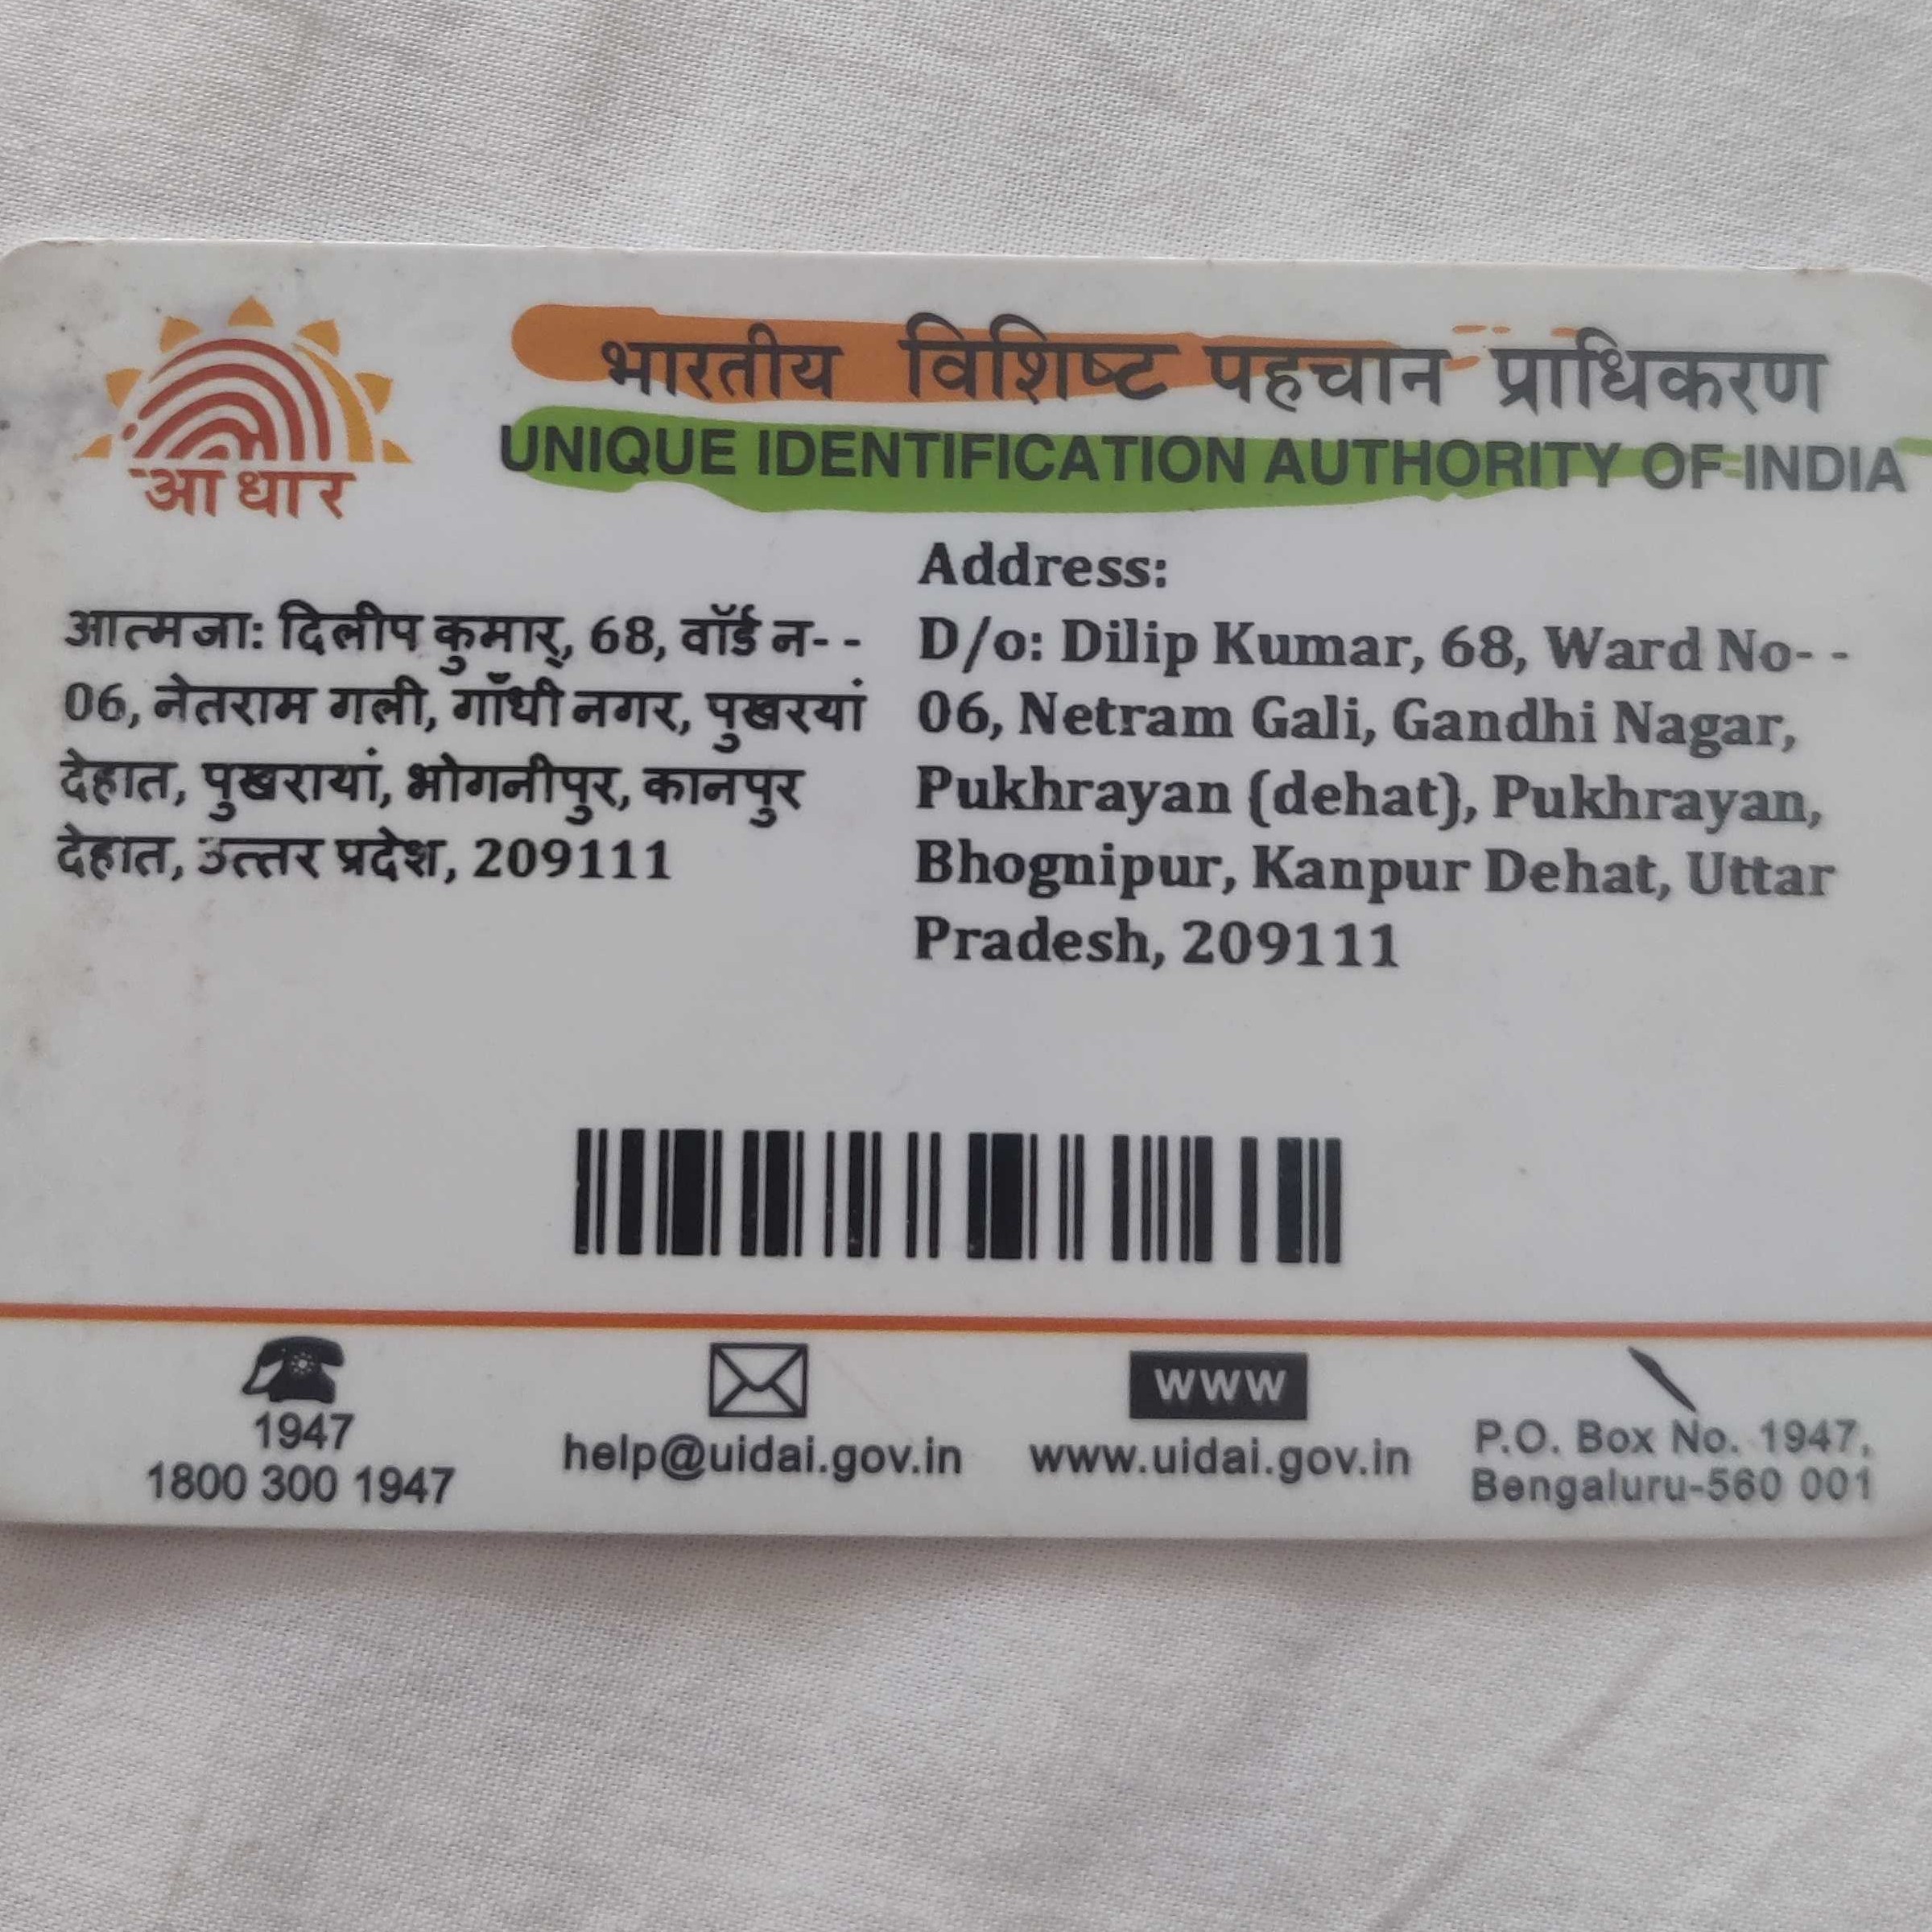 आधार
भारतीय विशिष्ट पहचान प्राधिकरण
UNIQUE IDENTIFICATION AUTHORITY OF INDIA
आत्मजा: दिलीप कुमार, 68, वॉर्ड न- -
06, नेतराम गली, गाँधी नगर, पुखरयां
देहात, पुखरायां, भोगनीपुर, कानपुर
देहात, उत्तर प्रदेश, 209111
Address:
D/o: Dilip Kumar, 68, Ward No- -
06, Netram Gali, Gandhi Nagar,
Pukhrayan (dehat), Pukhrayan,
Bhognipur, Kanpur Dehat, Uttar
Pradesh, 209111
1947
1800 300 1947
help@uidai.gov.in
www
www.uidai.gov.in
P.O. Box No. 1947,
Bengaluru-560 001